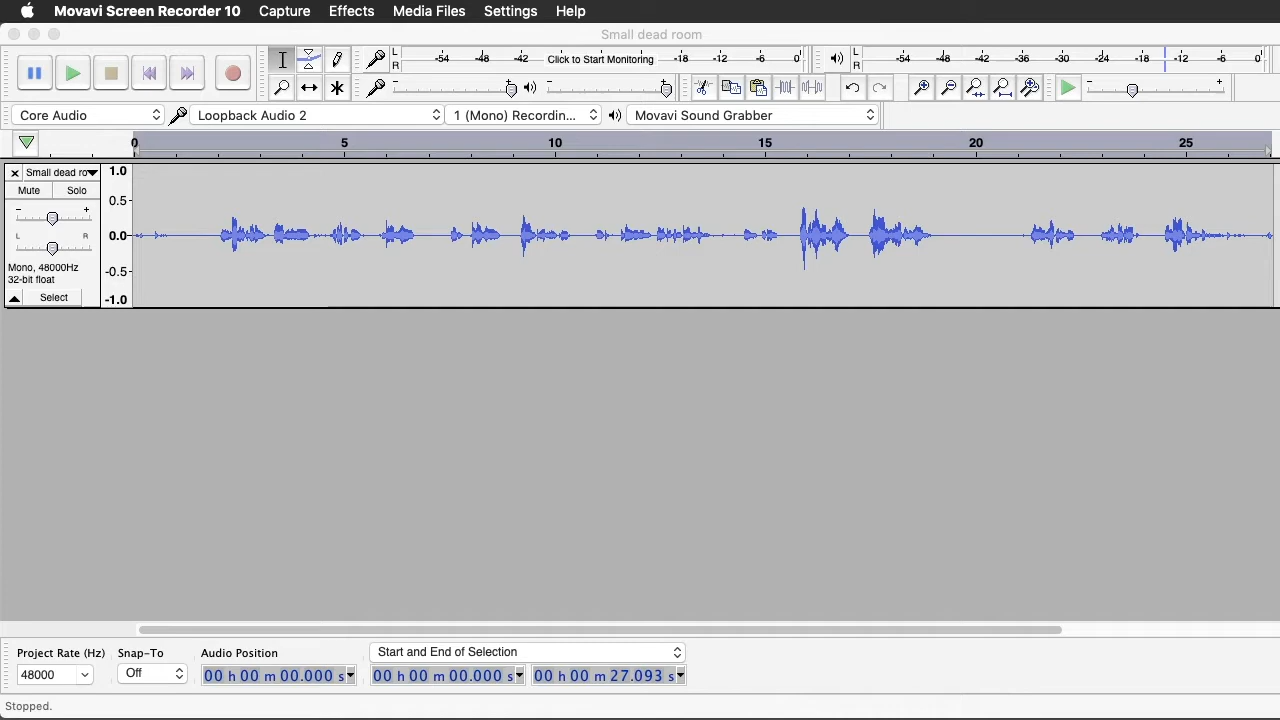 Movavi Screen Recorder 10 Capture Effects Media Files Settings Help
Small dead room
L R -54 -48 -42 Click to Start Monitoring -18 -12 -6 0 L R -54 -48 -42 -36 -30 -24 -18 -12 -6 0
- + - + - +
Core Audio Loopback Audio 2 1 (Mono) Recordin... Movavi Sound Grabber
0 5 10 15 20 25
Small dead ro
Mute Solo
- +
L R
Mono, 48000Hz
32-bit float
Select
1.0
0.5
0.0
-0.5
-1.0
Project Rate (Hz) Snap-To Audio Position Start and End of Selection
48000 Off 00 h 00 m 00.000 s 00 h 00 m 00.000 s 00 h 00 m 27.093 s
Stopped.